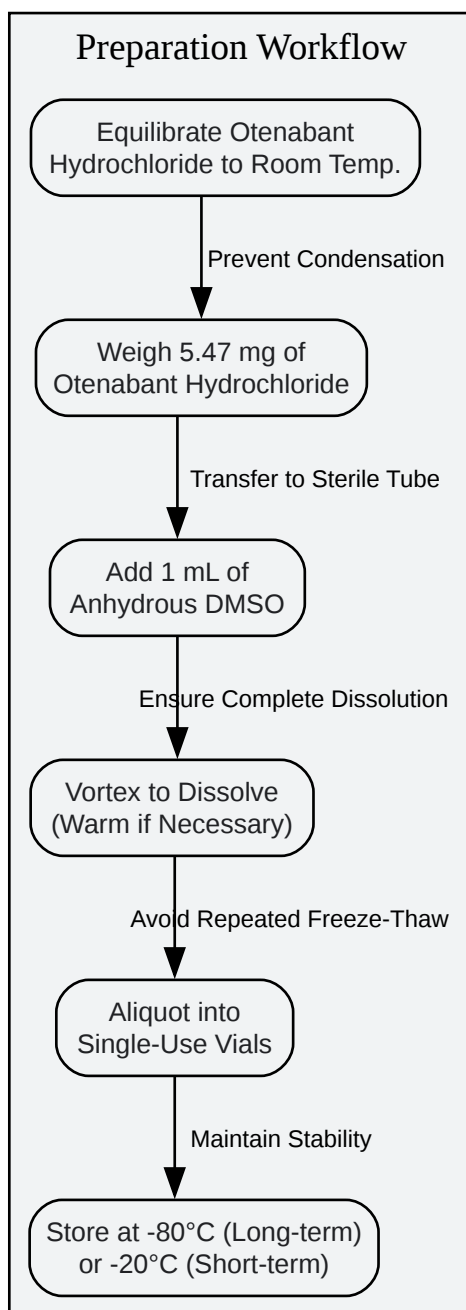 Preparation Workflow
Equilibrate Otenabant
Hydrochloride to Room Temp.
Prevent Condensation
Weigh 5.47 mg of
Otenabant Hydrochloride
Transfer to Sterile Tube
Add 1 mL of
Anhydrous DMSO
Ensure Complete Dissolution
Vortex to Dissolve
(Warm if Necessary)
Avoid Repeated Freeze-Thaw
Aliquot into
Single-Use Vials
Maintain Stability
Store at -80°C (Long-term)
or -20°C (Short-term)